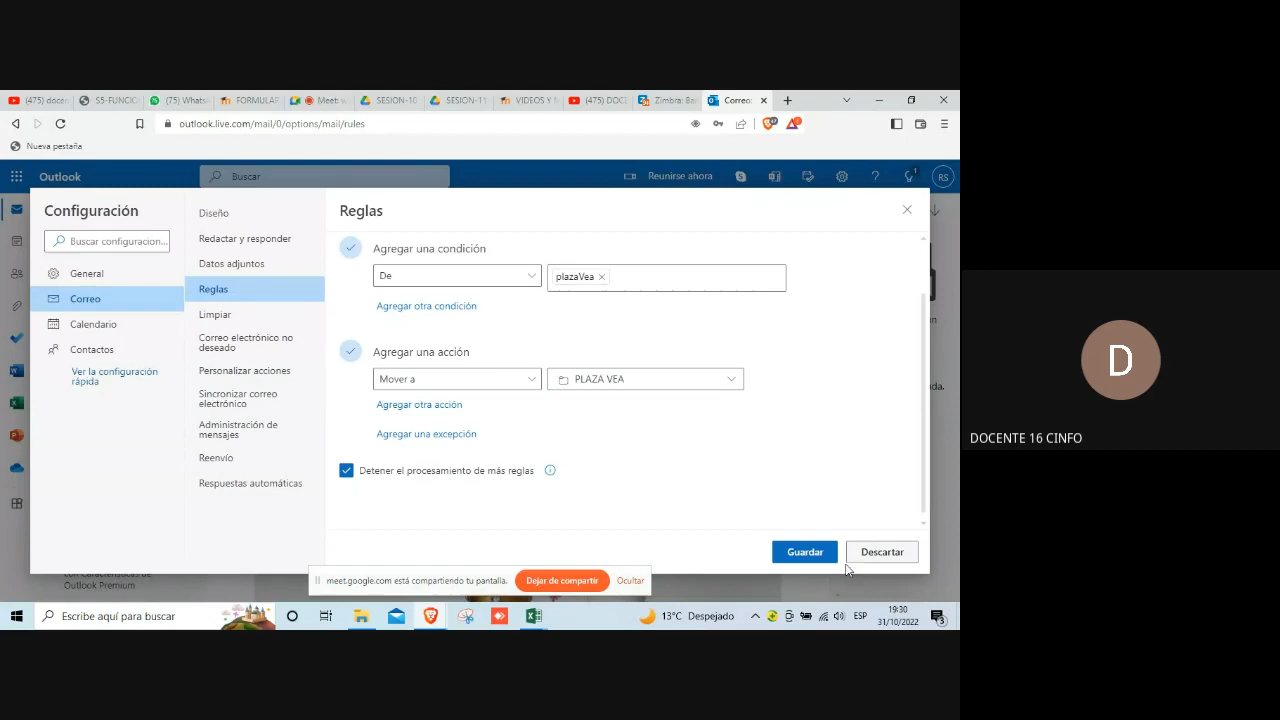 (475) docen
S5-FUNCIO
(75) Whats
FORMULAR
Meet: v
SESION-10
SESION-11
VIDEOS Y M
(475) DOCE
Zimbra: Ban
Correo:
outlook.live.com/mail/0/options/mail/rules
Nueva pestaña
Outlook
Buscar
Reunirse ahora
RS
Configuración
Buscar configuracion...
General
Correo
Calendario
Contactos
Ver la configuración
rápida
Diseño
Redactar y responder
Datos adjuntos
Reglas
Limpiar
Correo electrónico no
deseado
Personalizar acciones
Sincronizar correo
electrónico
Administración de
mensajes
Reenvío
Respuestas automáticas
Reglas
Agregar una condición
De
plazaVea
Agregar otra condición
Agregar una acción
Mover a
PLAZA VEA
Agregar otra acción
Agregar una excepción
Detener el procesamiento de más reglas
Guardar
Descartar
con características de
Outlook Premium
meet.google.com está compartiendo tu pantalla.
Dejar de compartir
Ocultar
Escribe aquí para buscar
13°C Despejado
ESP
19:30
31/10/2022
3
D
DOCENTE 16 CINFO